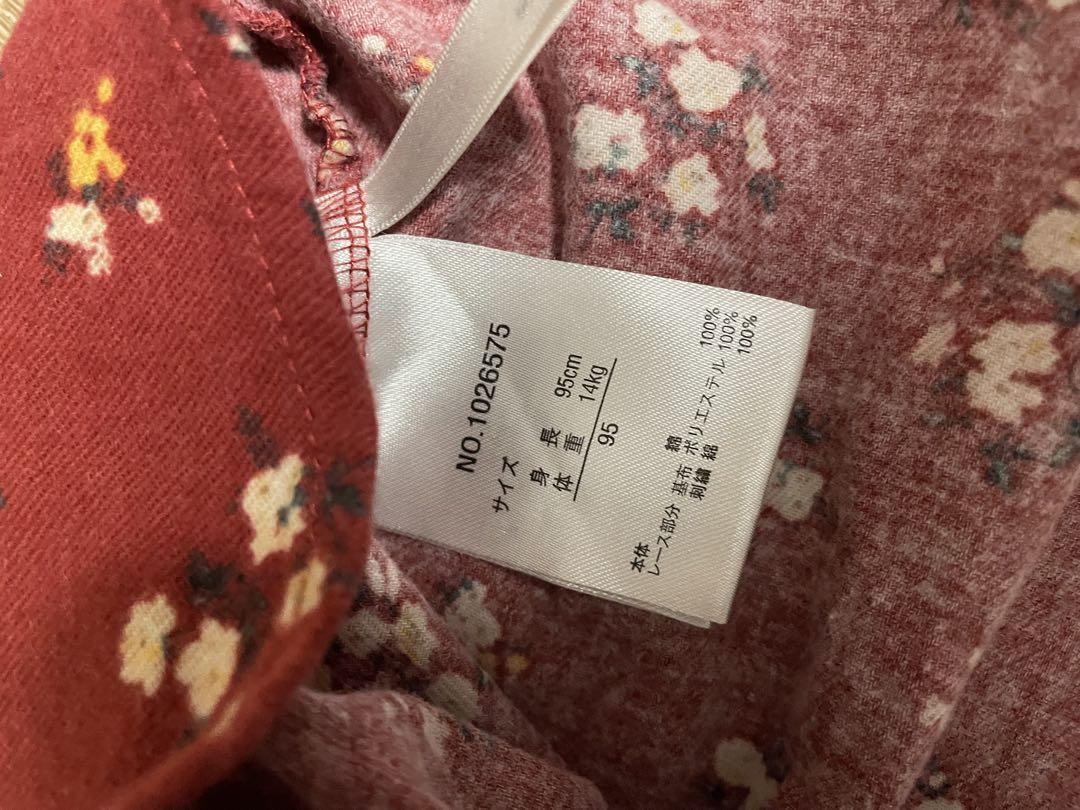 NO.1026575
サイズ
身 長 95cm
体 重 14kg
95
本体 綿 100%
レース部分 基布 ポリエステル 100%
刺繍 綿 100%